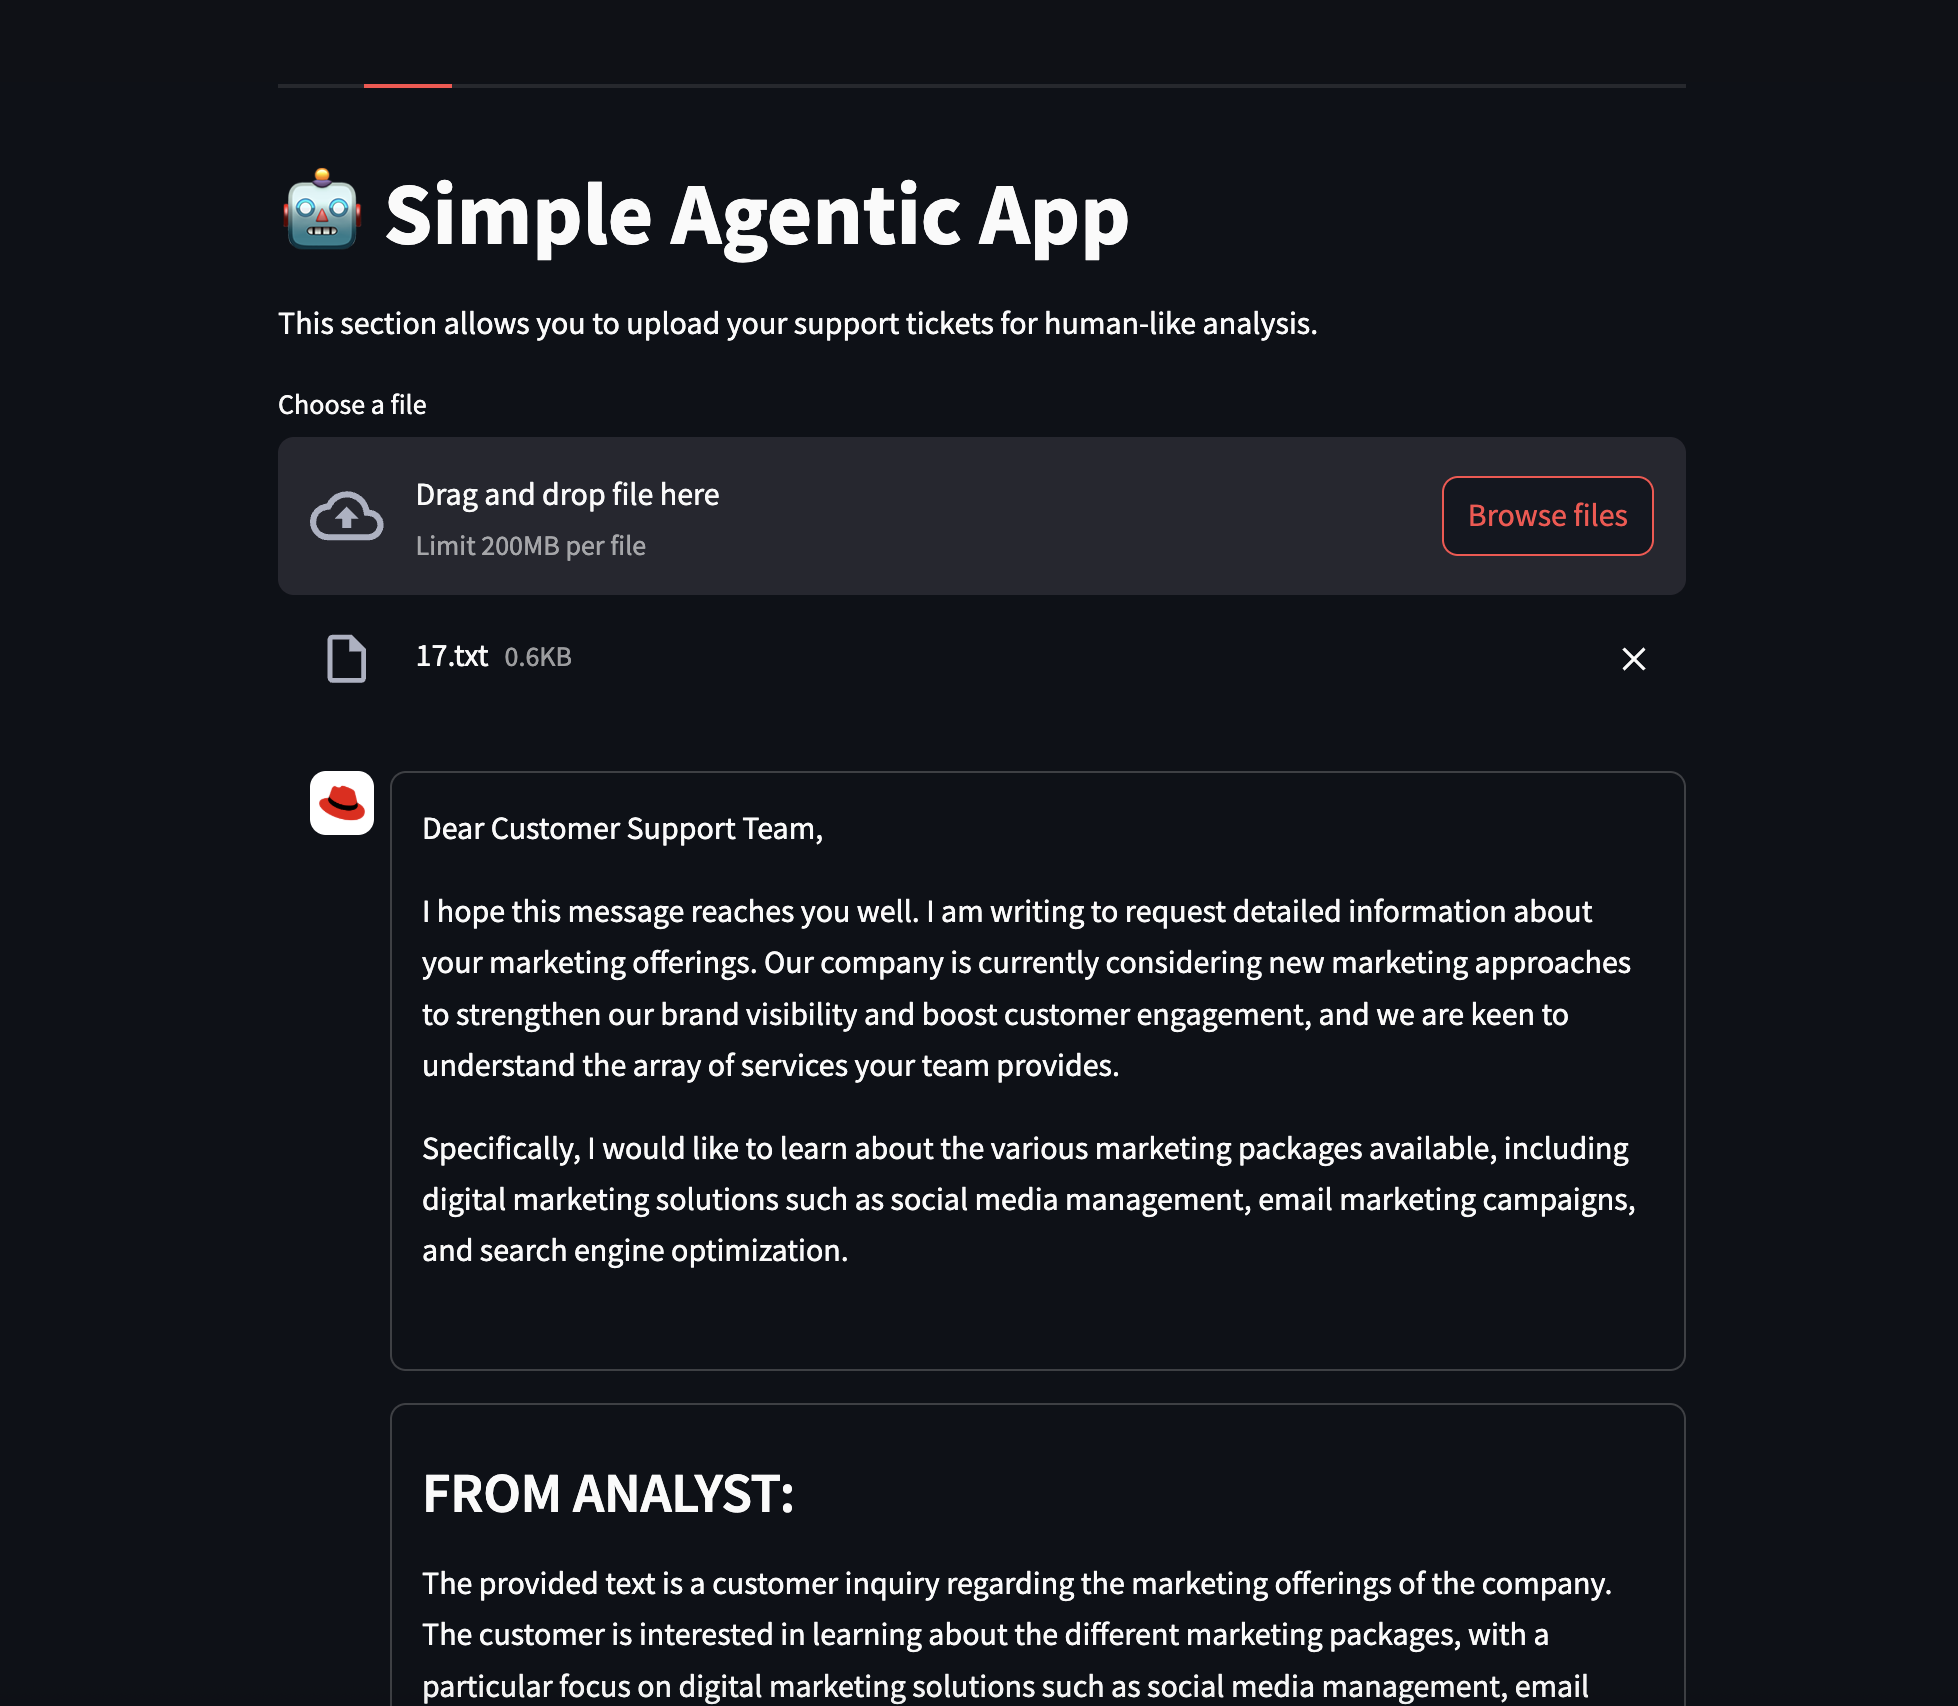 Simple Agentic App
This section allows you to upload your support tickets for human-like analysis.
Choose a file
Drag and drop file here
Limit 200MB per file
Browse files
17.txt 0.6KB
Dear Customer Support Team,
I hope this message reaches you well. I am writing to request detailed information about
your marketing offerings. Our company is currently considering new marketing approaches
to strengthen our brand visibility and boost customer engagement, and we are keen to
understand the array of services your team provides.
Specifically, I would like to learn about the various marketing packages available, including
digital marketing solutions such as social media management, email marketing campaigns,
and search engine optimization.
FROM ANALYST:
The provided text is a customer inquiry regarding the marketing offerings of the company.
The customer is interested in learning about the different marketing packages, with a
particular focus on digital marketing solutions such as social media management, email